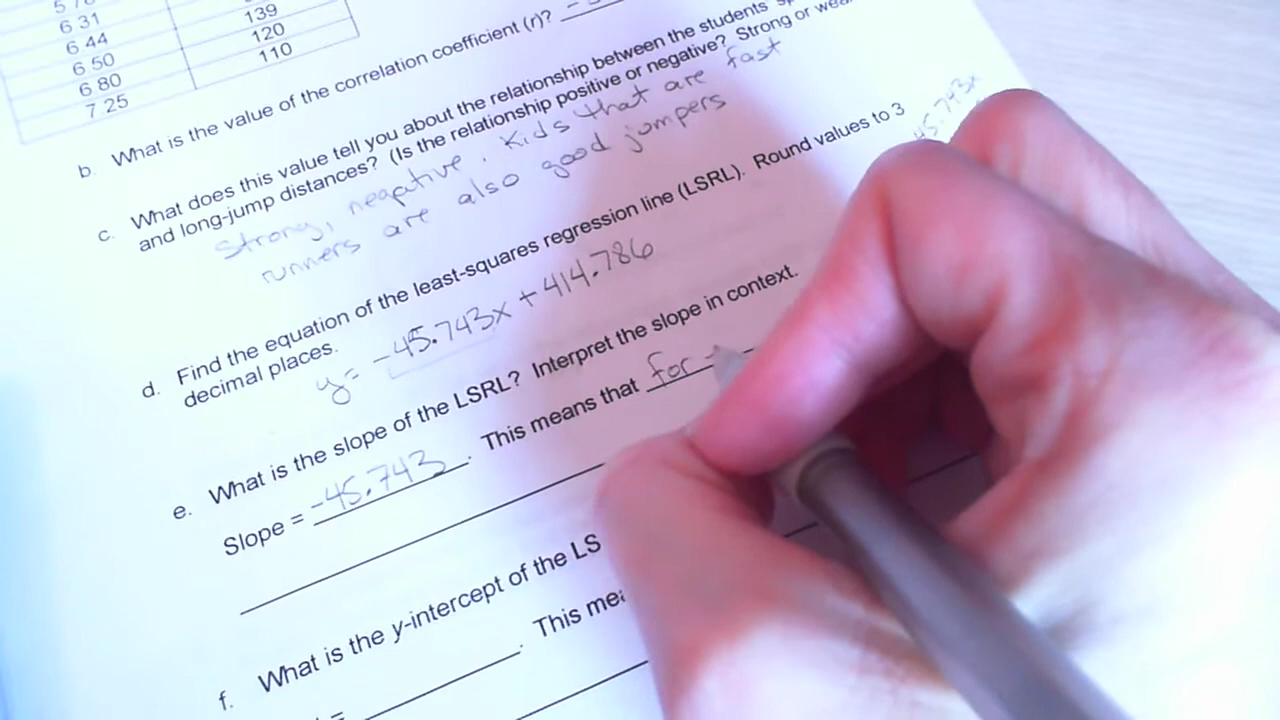 6 31 139
6 44 120
6 50 110
6 80
7 25
b. What is the value of the correlation coefficient (r)?
c. What does this value tell you about the relationship between the students
and long-jump distances? (Is the relationship positive or negative? Strong or
Strong, negative. Kids that are fast
runners are also good jumpers
d. Find the equation of the least-squares regression line (LSRL). Round values to 3
decimal places.
y= -45.743x + 414.786
e. What is the slope of the LSRL? Interpret the slope in context.
Slope = -45.743. This means that for
f. What is the y-intercept of the LS
= . This
45.743x